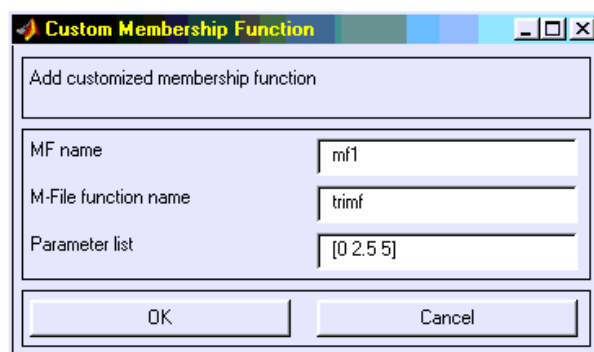 Custom Membership Function
Add customized membership function
MF name
mf1
M-File function name
trimf
Parameter list
[0 2.5 5]
OK
Cancel